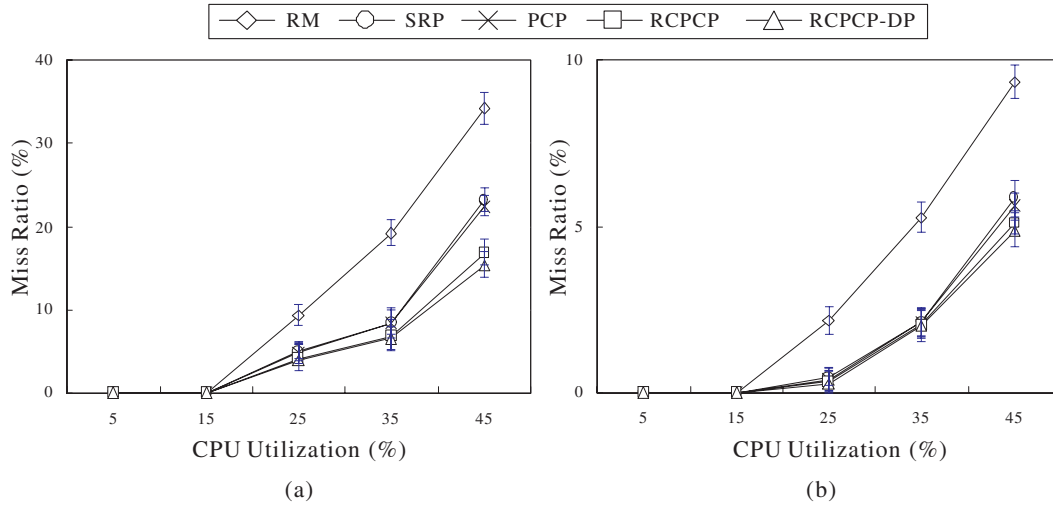 RM SRP PCP RCPCP RCPCP-DP
40
30
20
10
0
Miss Ratio (%)
5 15 25 35 45
CPU Utilization (%)
(a)
10
5
0
Miss Ratio (%)
5 15 25 35 45
CPU Utilization (%)
(b)